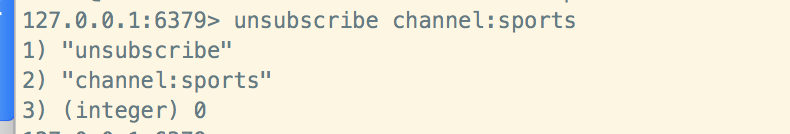 127.0.0.1:6379> unsubscribe channel:sports
1) "unsubscribe"
2) "channel:sports"
3) (integer) 0